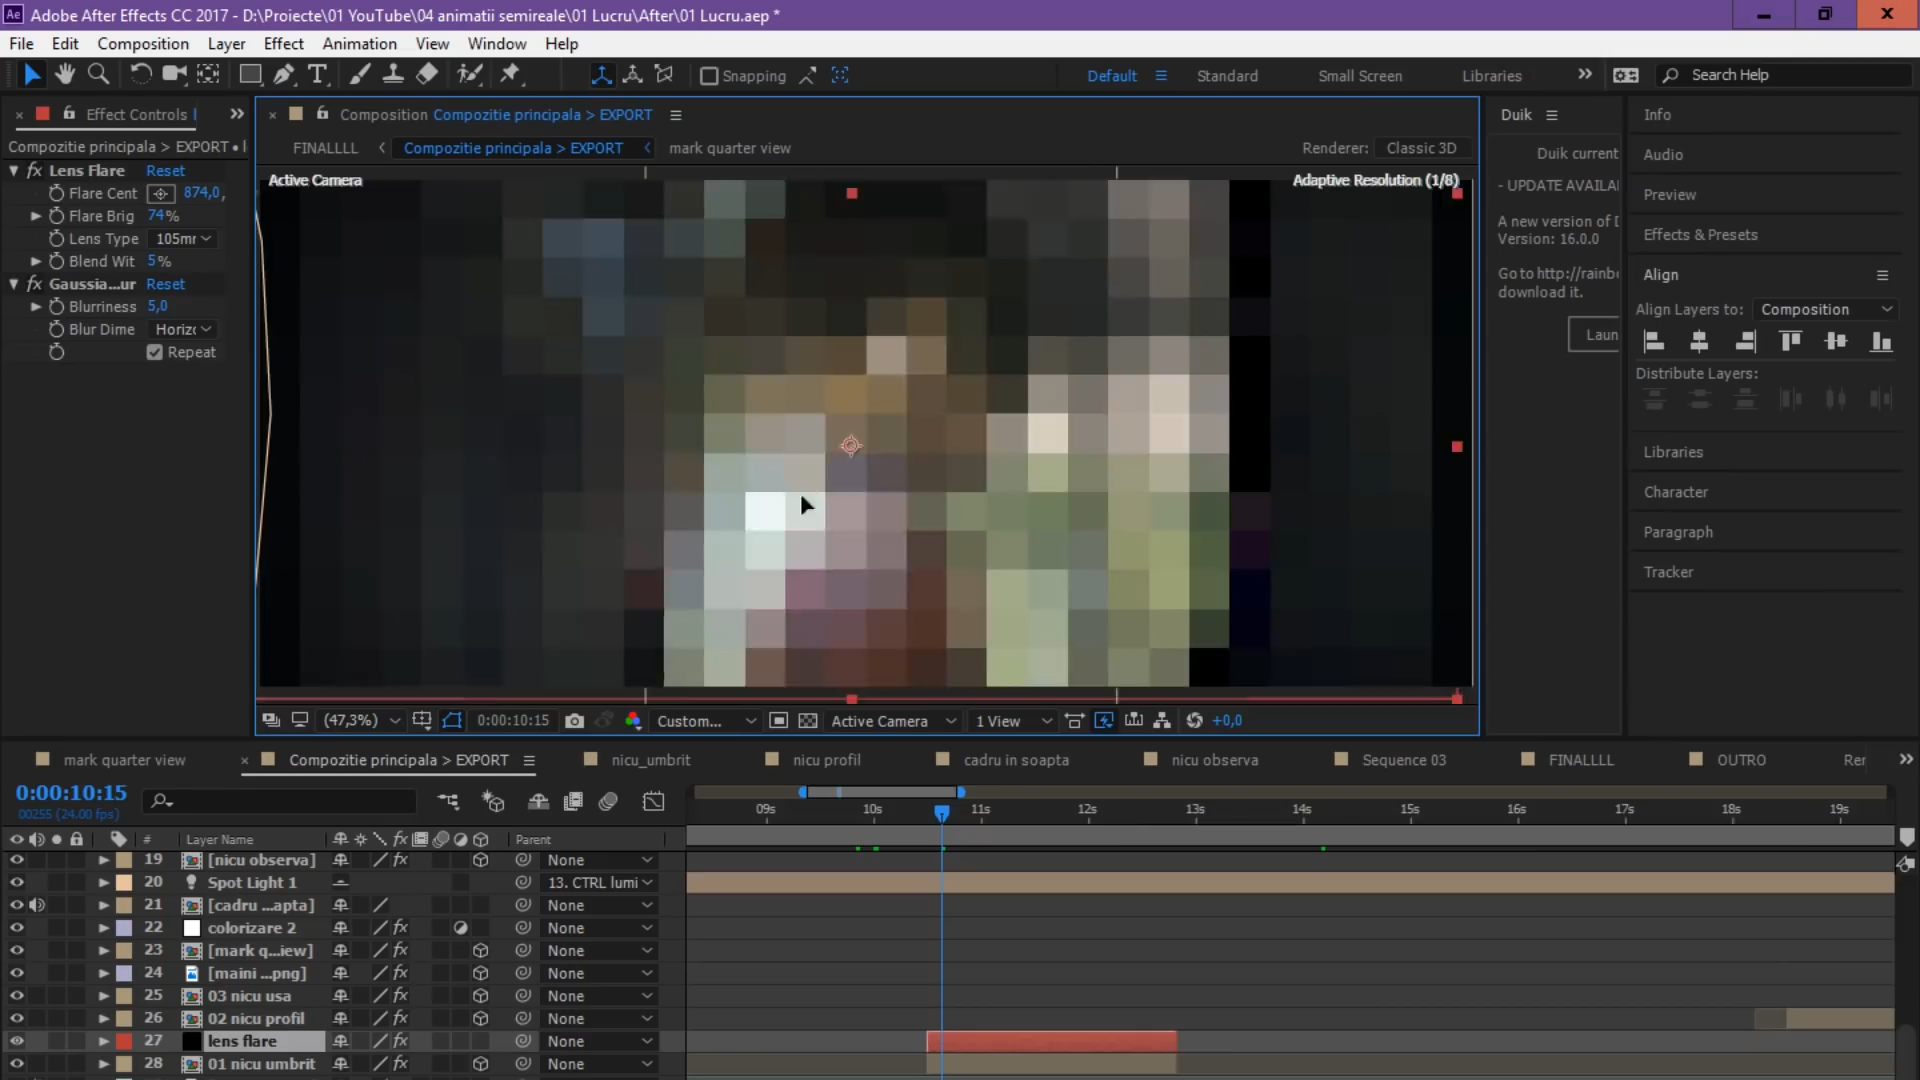 Ae Adobe After Effects CC 2017 - D:\Proiecte\01 YouTube\04 animatii semireale\01 Lucru\After\01 Lucru.aep *
File Edit Composition Layer Effect Animation View Window Help
Snapping Default Standard Small Screen Libraries Search Help
Effect Controls
Compozitie principala > EXPORT •
fx Lens Flare Reset
Flare Cent 874,0,
Flare Brig 74%
Lens Type 105mr
Blend Wit 5%
fx Gaussia...ur Reset
Blurriness 5,0
Blur Dime Horizo
Repeat
Composition Compozitie principala > EXPORT
FINALLLL Compozitie principala > EXPORT mark quarter view
Renderer: Classic 3D
Active Camera
Adaptive Resolution (1/8)
(47,3%) 0:00:10:15 Custom... Active Camera 1 View +0,0
Duik
Duik current
- UPDATE AVAILA
A new version of D
Version: 16.0.0
Go to http://rainb
download it.
Laun
Info
Audio
Preview
Effects & Presets
Align
Align Layers to: Composition
Distribute Layers:
Libraries
Character
Paragraph
Tracker
mark quarter view Compozitie principala > EXPORT nicu_umbrit nicu profil cadru in soapta nicu observa Sequence 03 FINALLLL OUTRO Rer
0:00:10:15
00255 (24.00 fps)
09s 10s 11s 12s 13s 14s 15s 16s 17s 18s 19s
# Layer Name fx Parent
19 [nicu observa] fx None
20 Spot Light 1 13. CTRL lumi
21 [cadru ...apta] None
22 colorizare 2 fx None
23 [mark q...iew] fx None
24 [maini ...png] fx None
25 03 nicu usa fx None
26 02 nicu profil fx None
27 lens flare fx None
28 01 nicu umbrit fx None